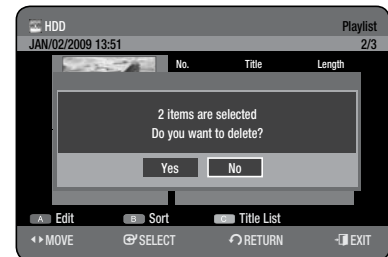 HDD Playlist
JAN/02/2009 13:51 2/3
No. Title Length
2 items are selected
Do you want to delete?
Yes No
A Edit B Sort C Title List
MOVE SELECT RETURN EXIT